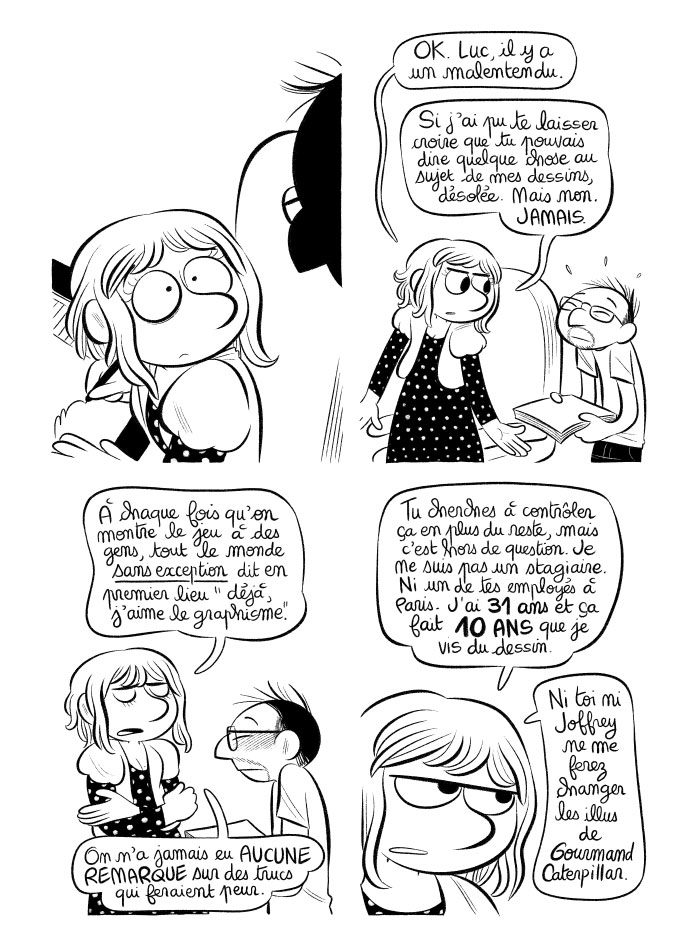 OK. Luc, il y a
un malentendu.
Si j'ai pu te laisser
croire que tu pouvais
dire quelque chose au
sujet de mes dessins,
désolée. Mais non.
JAMAIS.
À chaque fois qu'on
montre le jeu à des
gens, tout le monde
sans exception dit en
premier lieu "déjà,
j'aime le graphisme".
On n'a jamais eu AUCUNE
REMARQUE sur des trucs
qui feraient peur.
Tu cherches à contrôler
ça en plus du reste, mais
c'est hors de question. Je
ne suis pas un stagiaire.
Ni un de tes employés à
Paris. J'ai 31 ans et ça
fait 10 ANS que je
vis du dessin.
Ni toi ni
Joffrey
ne me
ferez
changer
les illus
de
Gourmand
Caterpillar.